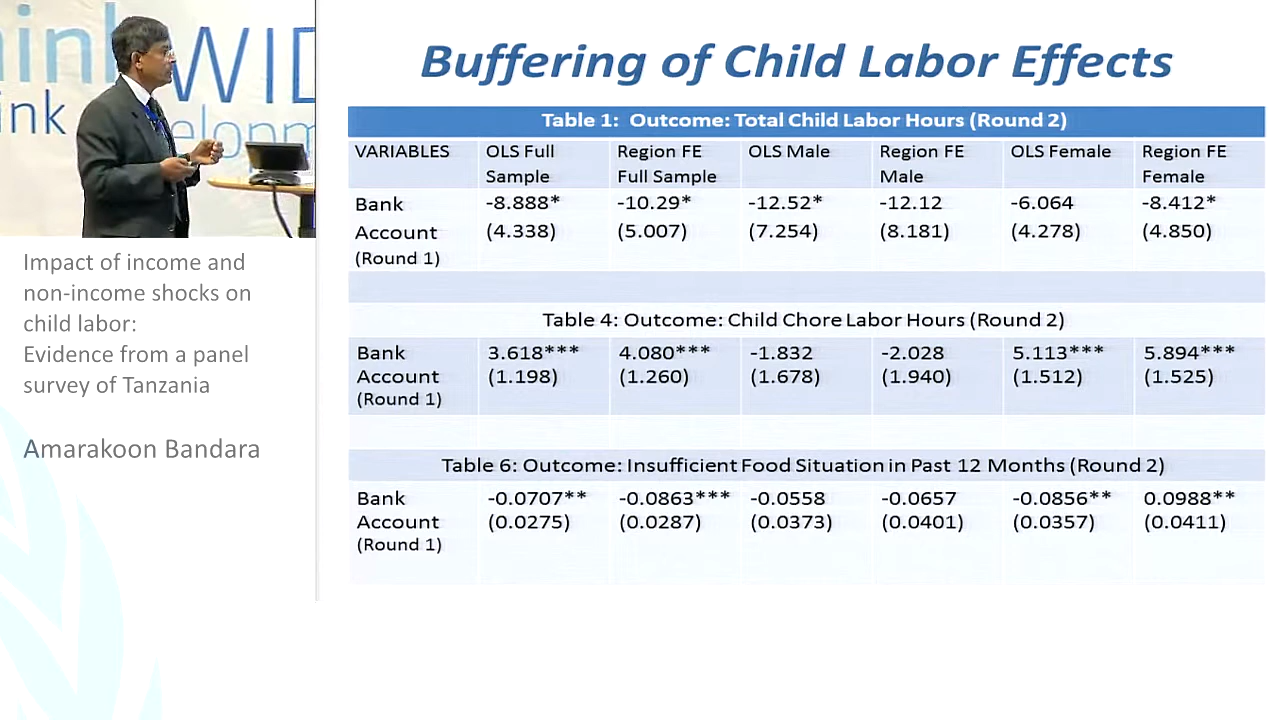 hink WID
ink elopm
Impact of income and
non-income shocks on
child labor:
Evidence from a panel
survey of Tanzania
Amarakoon Bandara
Buffering of Child Labor Effects
Table 1: Outcome: Total Child Labor Hours (Round 2)
VARIABLES OLS Full Sample Region FE Full Sample OLS Male Region FE Male OLS Female Region FE Female
Bank -8.888* -10.29* -12.52* -12.12 -6.064 -8.412*
Account (4.338) (5.007) (7.254) (8.181) (4.278) (4.850)
(Round 1)
Table 4: Outcome: Child Chore Labor Hours (Round 2)
Bank 3.618*** 4.080*** -1.832 -2.028 5.113*** 5.894***
Account (1.198) (1.260) (1.678) (1.940) (1.512) (1.525)
(Round 1)
Table 6: Outcome: Insufficient Food Situation in Past 12 Months (Round 2)
Bank -0.0707** -0.0863*** -0.0558 -0.0657 -0.0856** 0.0988**
Account (0.0275) (0.0287) (0.0373) (0.0401) (0.0357) (0.0411)
(Round 1)